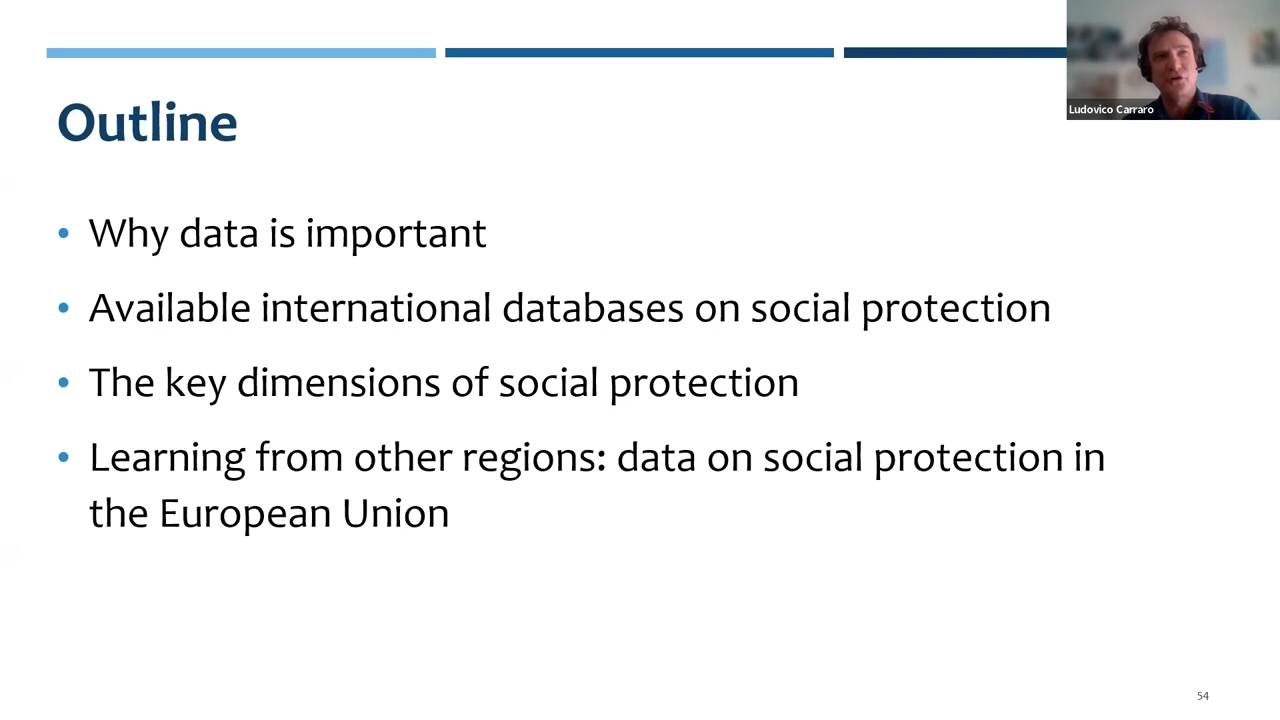 Ludovico Carraro
Outline
• Why data is important
• Available international databases on social protection
• The key dimensions of social protection
• Learning from other regions: data on social protection in
the European Union
54